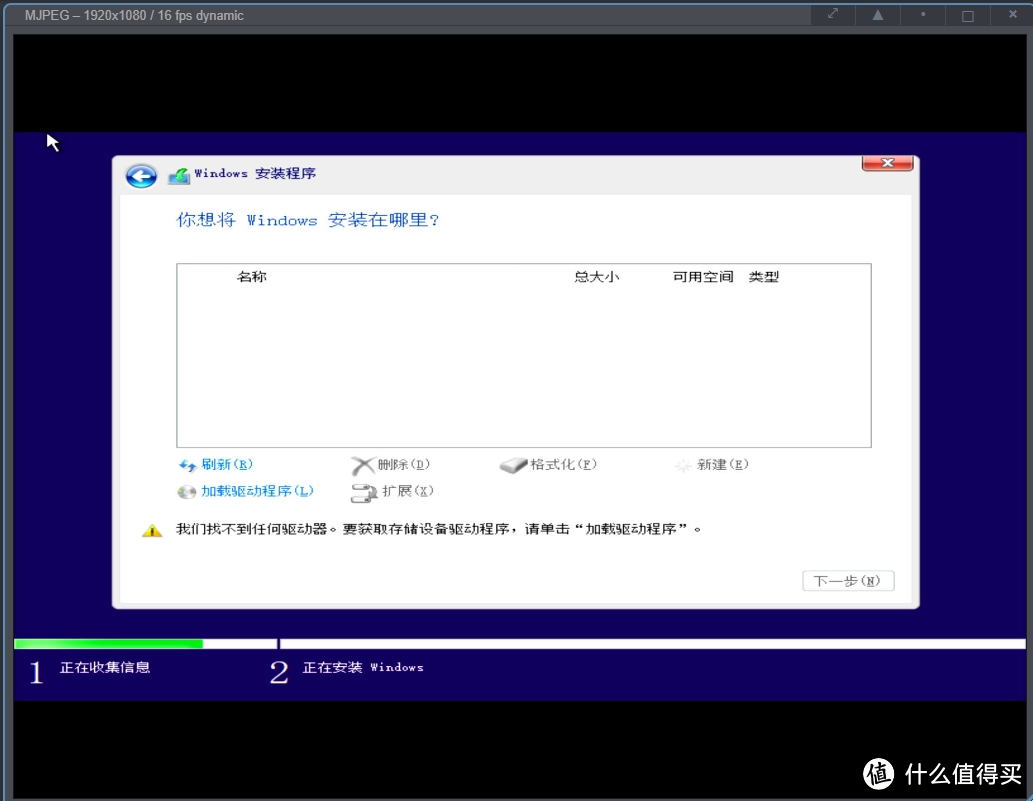 MJPEG – 1920x1080 / 16 fps dynamic
Windows 安装程序
你想将 Windows 安装在哪里?
名称 总大小 可用空间 类型
刷新(R) 删除(D) 格式化(F) 新建(E)
加载驱动程序(L) 扩展(X)
我们找不到任何驱动器。要获取存储设备驱动程序，请单击“加载驱动程序”。
下一步(N)
1 正在收集信息 2 正在安装 Windows
值 什么值得买